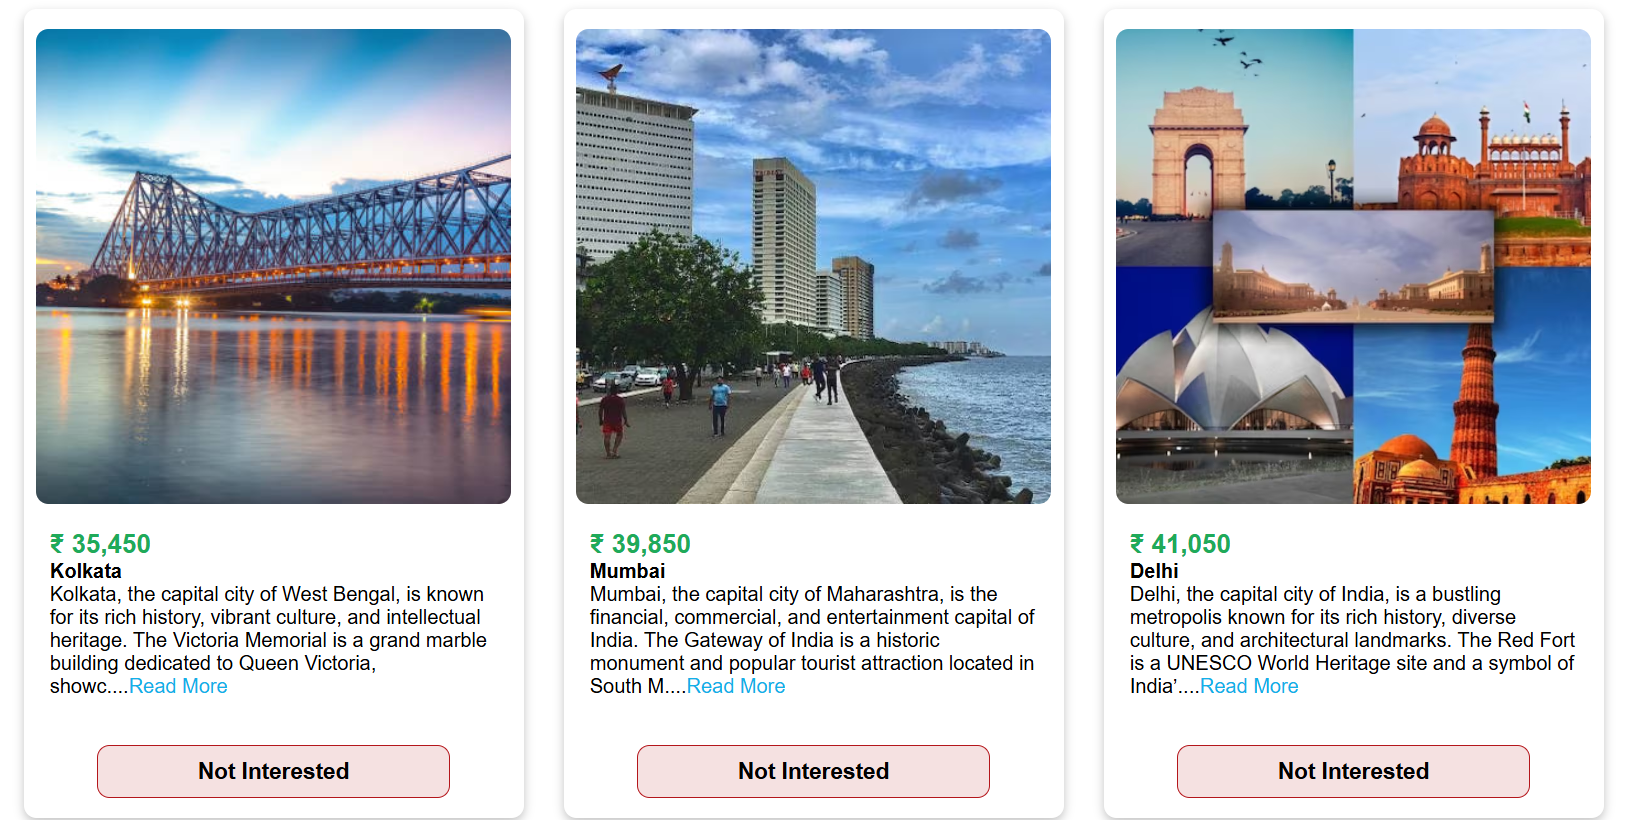 ₹ 35,450
Kolkata
Kolkata, the capital city of West Bengal, is known
for its rich history, vibrant culture, and intellectual
heritage. The Victoria Memorial is a grand marble
building dedicated to Queen Victoria,
showc....Read More
Not Interested
₹ 39,850
Mumbai
Mumbai, the capital city of Maharashtra, is the
financial, commercial, and entertainment capital of
India. The Gateway of India is a historic
monument and popular tourist attraction located in
South M....Read More
Not Interested
₹ 41,050
Delhi
Delhi, the capital city of India, is a bustling
metropolis known for its rich history, diverse
culture, and architectural landmarks. The Red Fort
is a UNESCO World Heritage site and a symbol of
India’....Read More
Not Interested